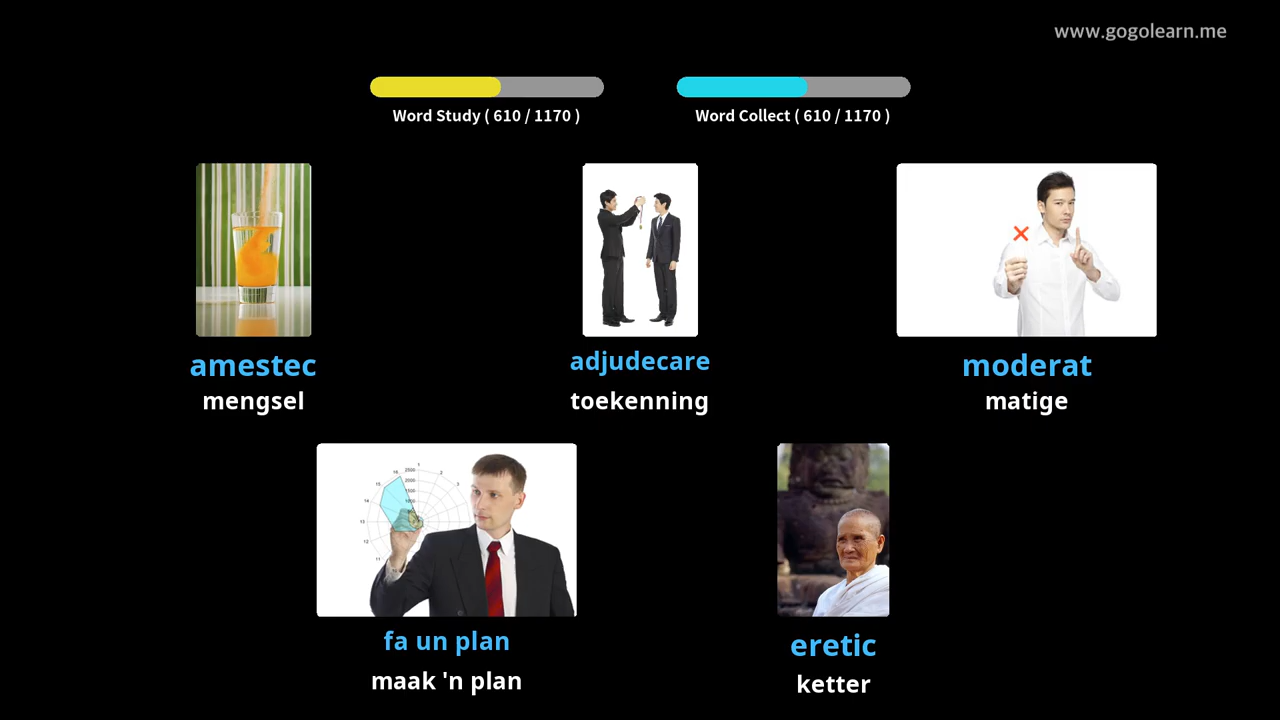 www.gogolearn.me
Word Study ( 610 / 1170 )
Word Collect ( 610 / 1170 )
amestec
mengsel
adjudecare
toekenning
moderat
matige
fa un plan
maak 'n plan
eretic
ketter